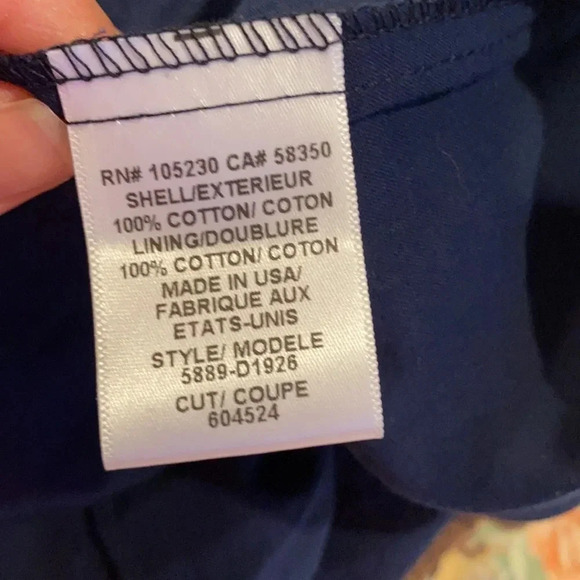 RN# 105230 CA# 58350
SHELL/EXTERIEUR
100% COTTON/ COTON
LINING/DOUBLURE
100% COTTON/ COTON
MADE IN USA/
FABRIQUE AUX
ETATS-UNIS
STYLE/ MODELE
5889-D1926
CUT/ COUPE
604524